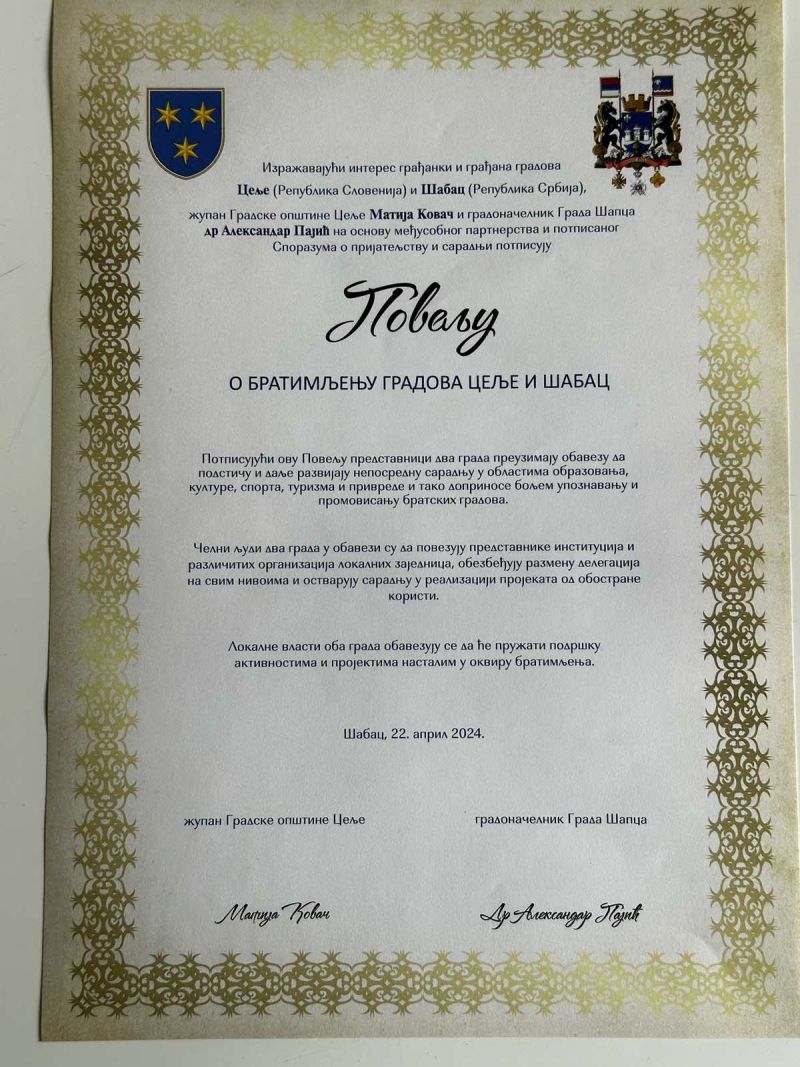 Изражавајући интерес грађанки и грађана градова
Цеље (Република Словенија) и Шабац (Република Србија),
жупан Градске општине Цеље Матија Ковач и градоначелник Града Шапца
др Александар Пајић на основу међусобног партнерства и потписаног
Споразума о пријатељству и сарадњи потписују
Повељу
О БРАТИМЉЕЊУ ГРАДОВА ЦЕЉЕ И ШАБАЦ
Потписујући ову Повељу представници два града преузимају обавезу да
подстичу и даље развијају непосредну сарадњу у областима образовања,
културе, спорта, туризма и привреде и тако доприносе бољем упознавању и
промовисању братских градова.
Челни људи два града у обавези су да повезују представнике институција и
различитих организација локалних заједница, обезбеђују размену делегација
на свим нивоима и остварују сарадњу у реализацији пројеката од обостране
користи.
Локалне власти оба града обавезују се да ће пружати подршку
активностима и пројектима насталим у оквиру братимљења.
Шабац, 22. април 2024.
жупан Градске општине Цеље
градоначелник Града Шапца
Матија Ковач
Др Александар Пајић